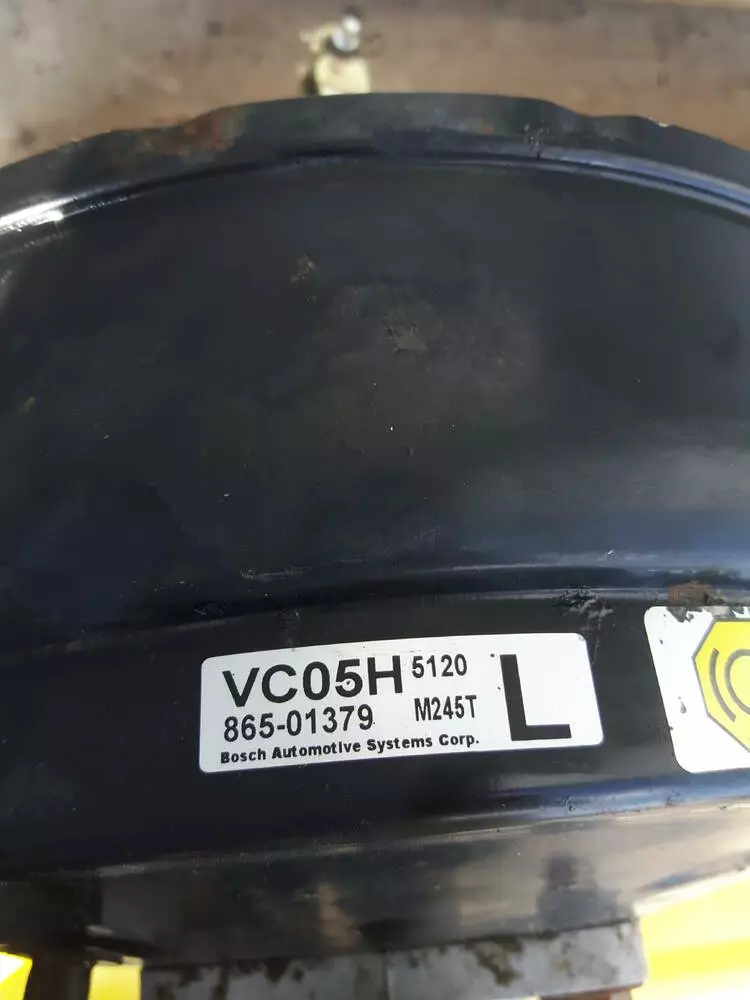 VC05H 5120 L
865-01379 M245T
Bosch Automotive Systems Corp.